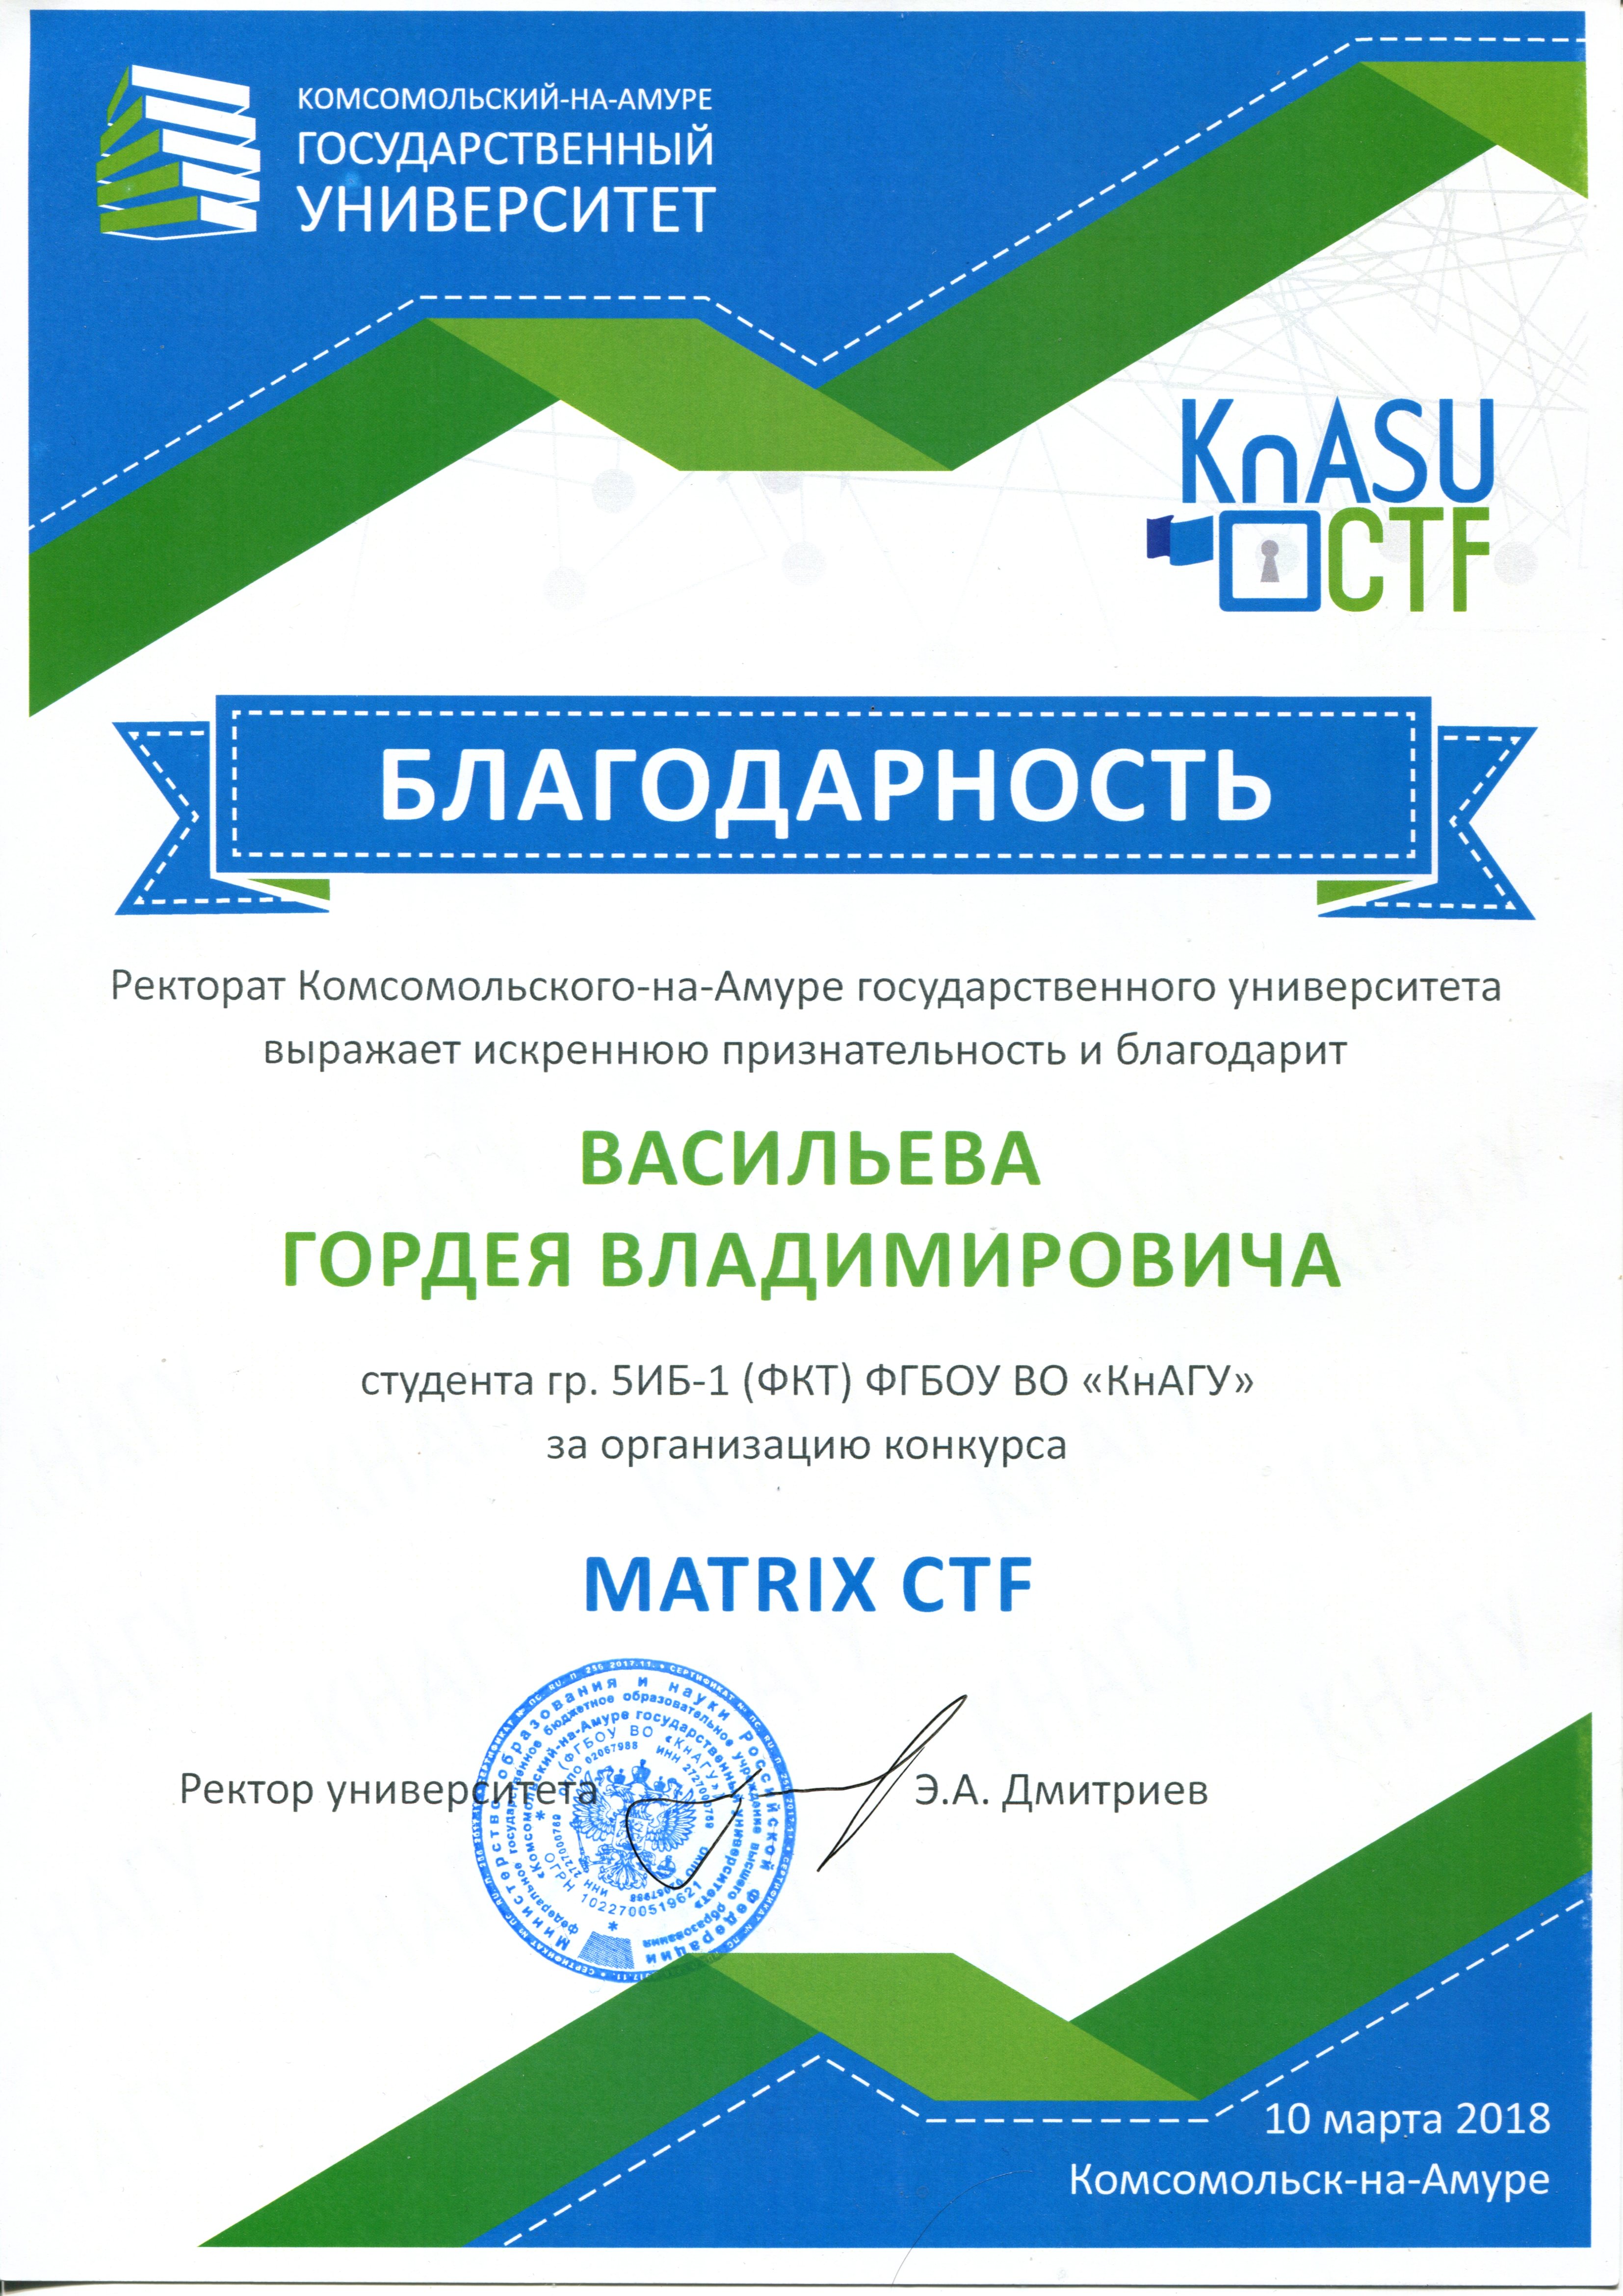 КОМСОМОЛЬСКИЙ-НА-АМУРЕ
ГОСУДАРСТВЕННЫЙ
УНИВЕРСИТЕТ
KnASU
CTF
БЛАГОДАРНОСТЬ
Ректорат Комсомольского-на-Амуре государственного университета
выражает искреннюю признательность и благодарит
ВАСИЛЬЕВА
ГОРДЕЯ ВЛАДИМИРОВИЧА
студента гр. 5ИБ-1 (ФКТ) ФГБОУ ВО «КнАГУ»
за организацию конкурса
MATRIX CTF
Министерство образования и науки Российской Федерации
федеральное государственное бюджетное образовательное учреждение высшего образования
«Комсомольский-на-Амуре государственный университет»
(ФГБОУ ВО «КнАГУ»)
ОГРН 1022700519621
ИНН 2727000769
ОКПО 02067988
Ректор университета
Э.А. Дмитриев
10 марта 2018
Комсомольск-на-Амуре